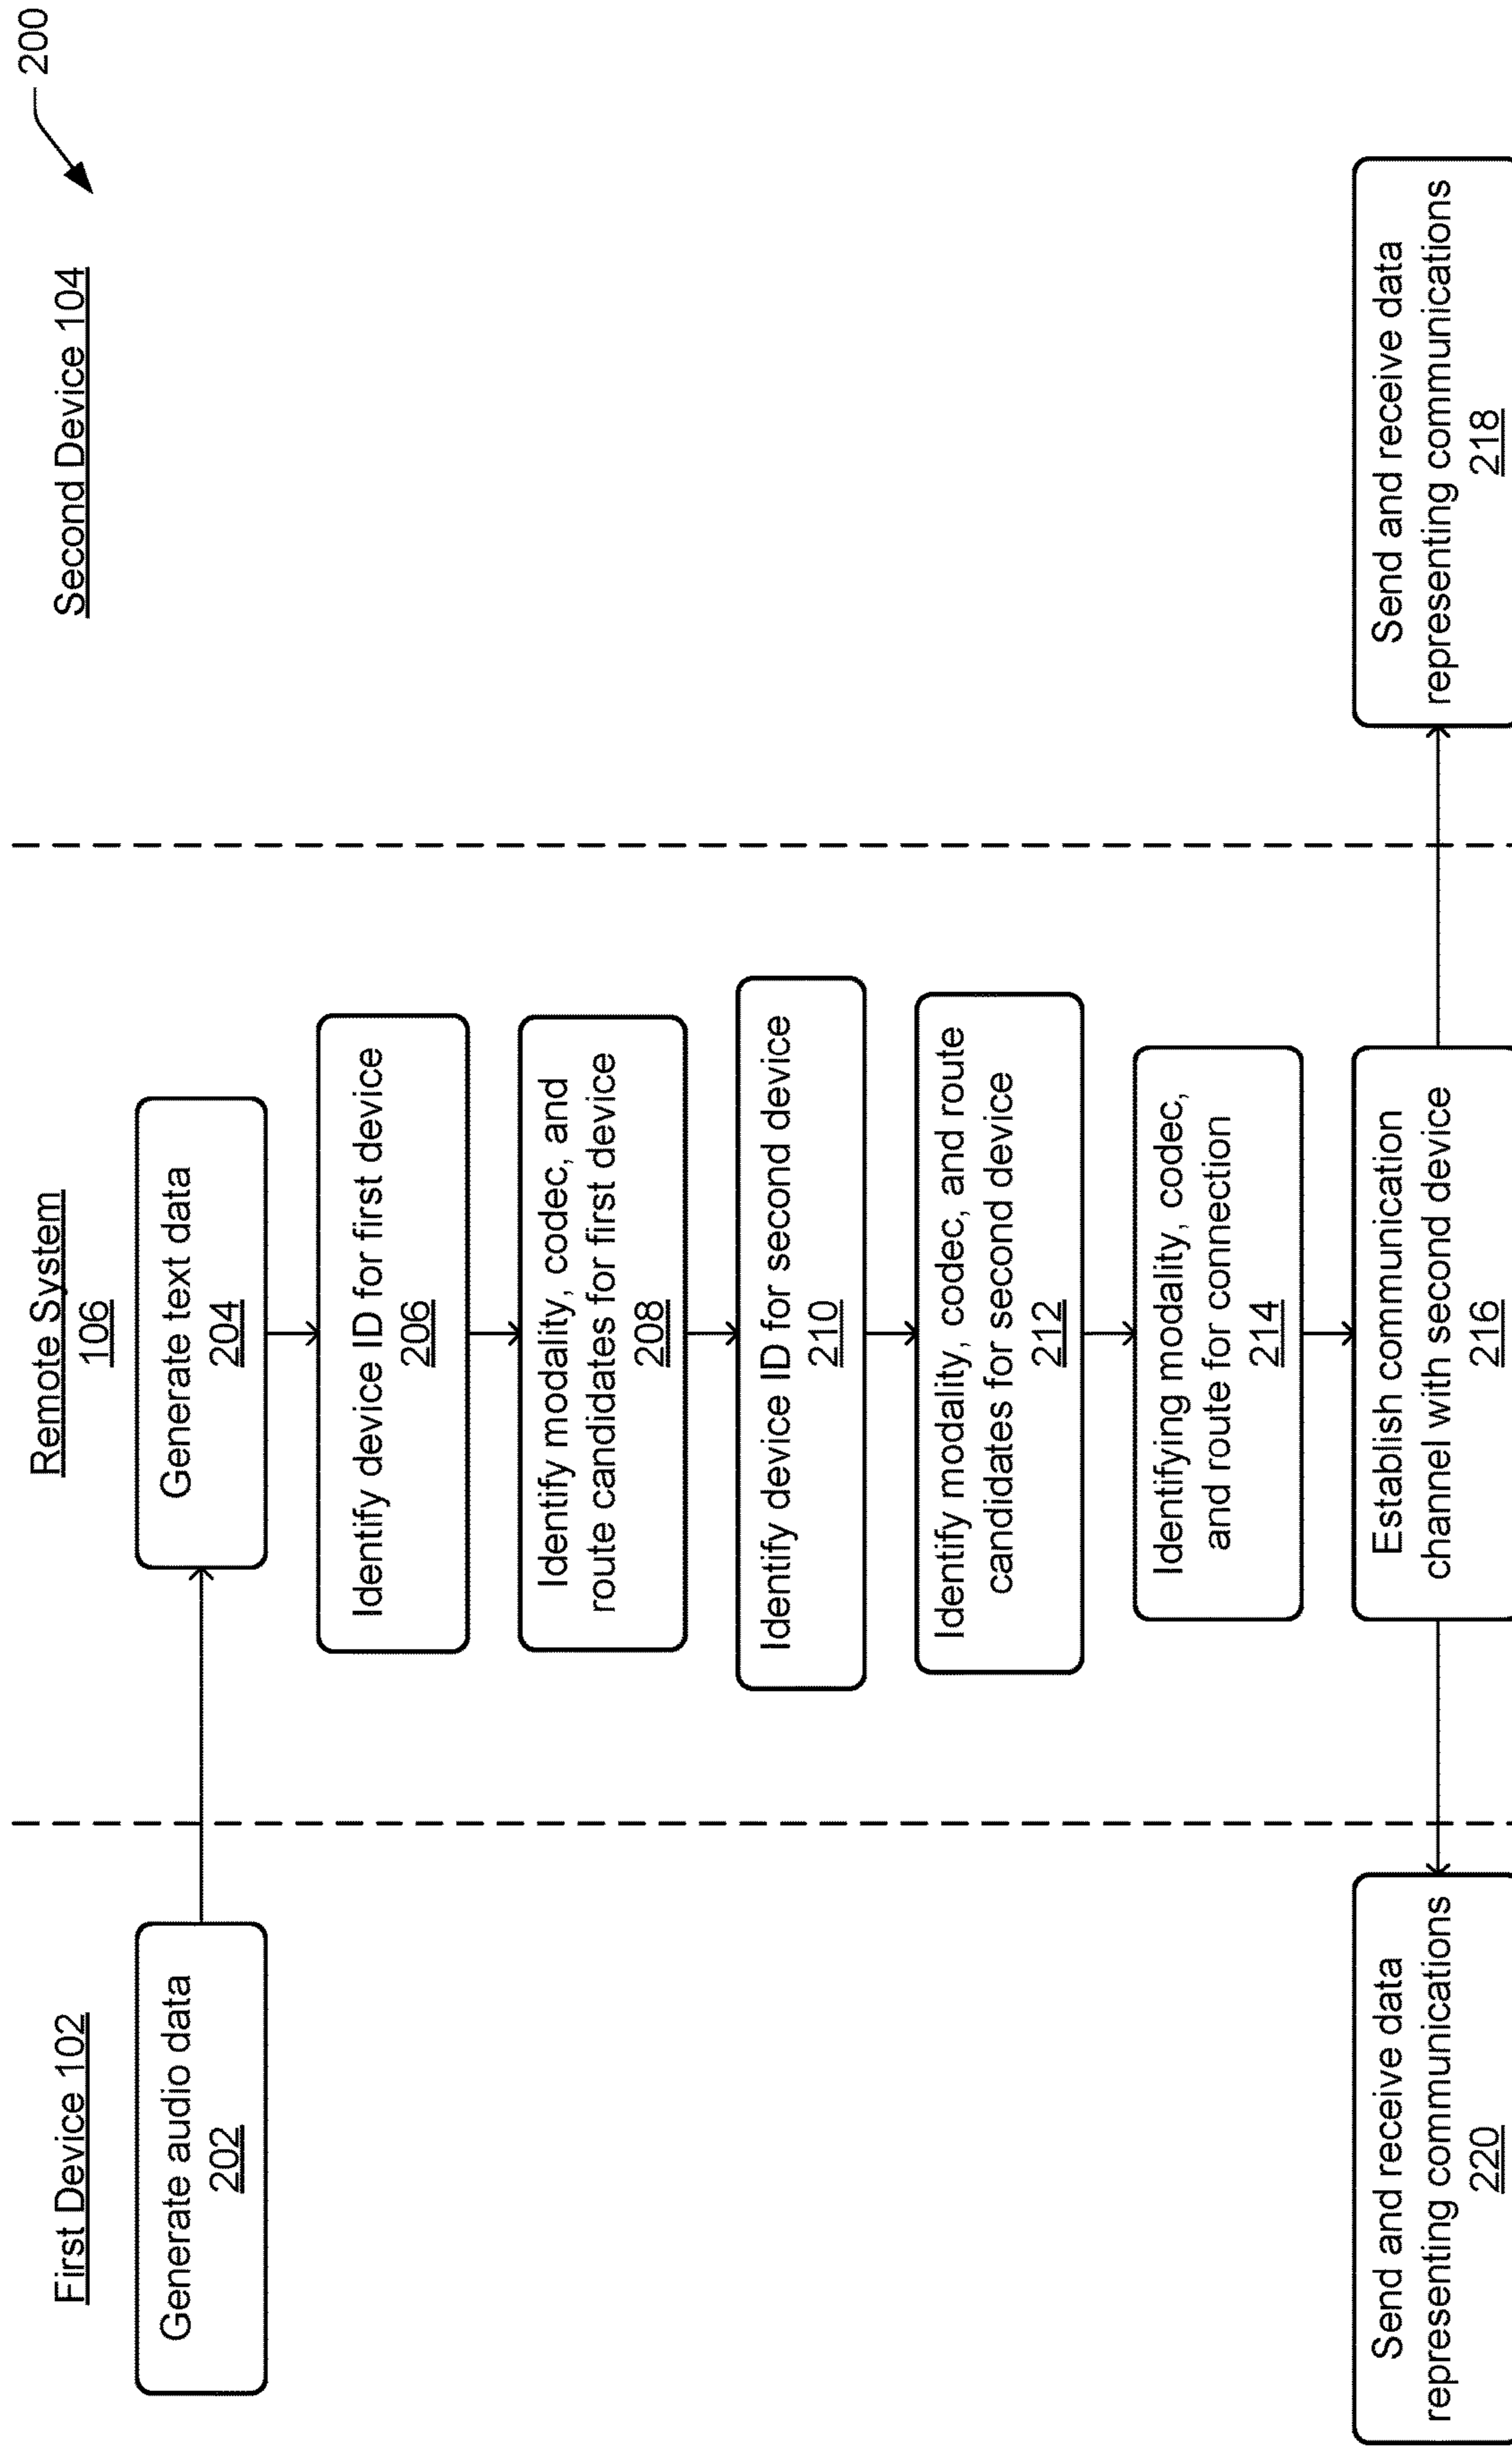 200
First Device 102
Remote System
106
Second Device 104
Generate audio data
202
Generate text data
204
Identify device ID for first device
206
Identify modality, codec, and
route candidates for first device
208
Identify device ID for second device
210
Identify modality, codec, and route
candidates for second device
212
Identifying modality, codec,
and route for connection
214
Establish communication
channel with second device
216
Send and receive data
representing communications
218
Send and receive data
representing communications
220